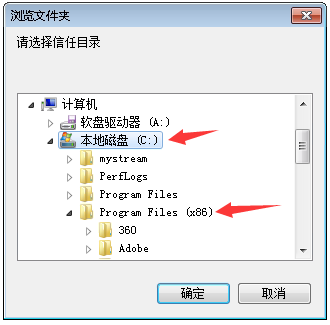 浏览文件夹
请选择信任目录
计算机
软盘驱动器 (A:)
本地磁盘 (C:)
mystream
PerfLogs
Program Files
Program Files (x86)
360
Adobe
确定
取消